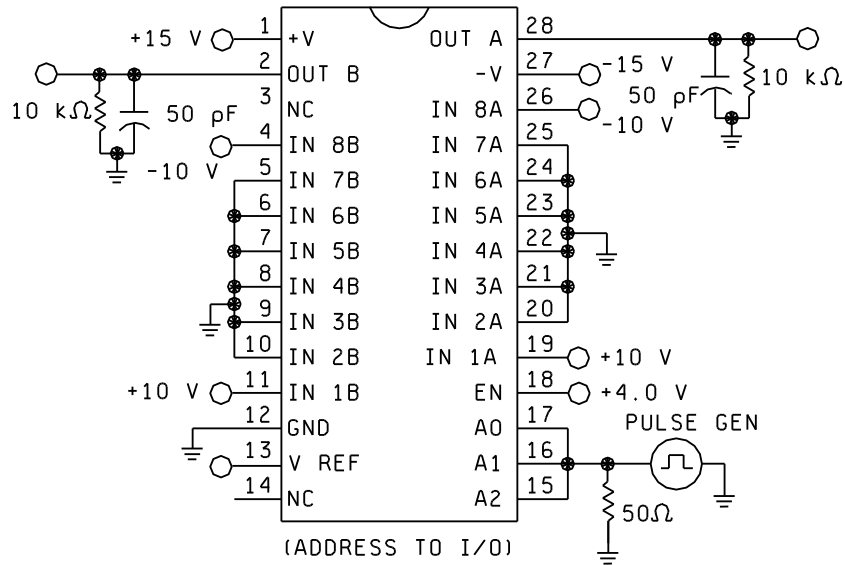 +15 V 1 +V OUT A 28
2 OUT B -V 27 -15 V
10 kΩ 50 pF 3 NC IN 8A 26 50 pF 10 kΩ
-10 V 4 IN 8B IN 7A 25 -10 V
5 IN 7B IN 6A 24
6 IN 6B IN 5A 23
7 IN 5B IN 4A 22
8 IN 4B IN 3A 21
9 IN 3B IN 2A 20
10 IN 2B IN 1A 19 +10 V
+10 V 11 IN 1B EN 18 +4.0 V
12 GND A0 17 PULSE GEN
13 V REF A1 16
14 NC A2 15 50Ω
(ADDRESS TO I/O)